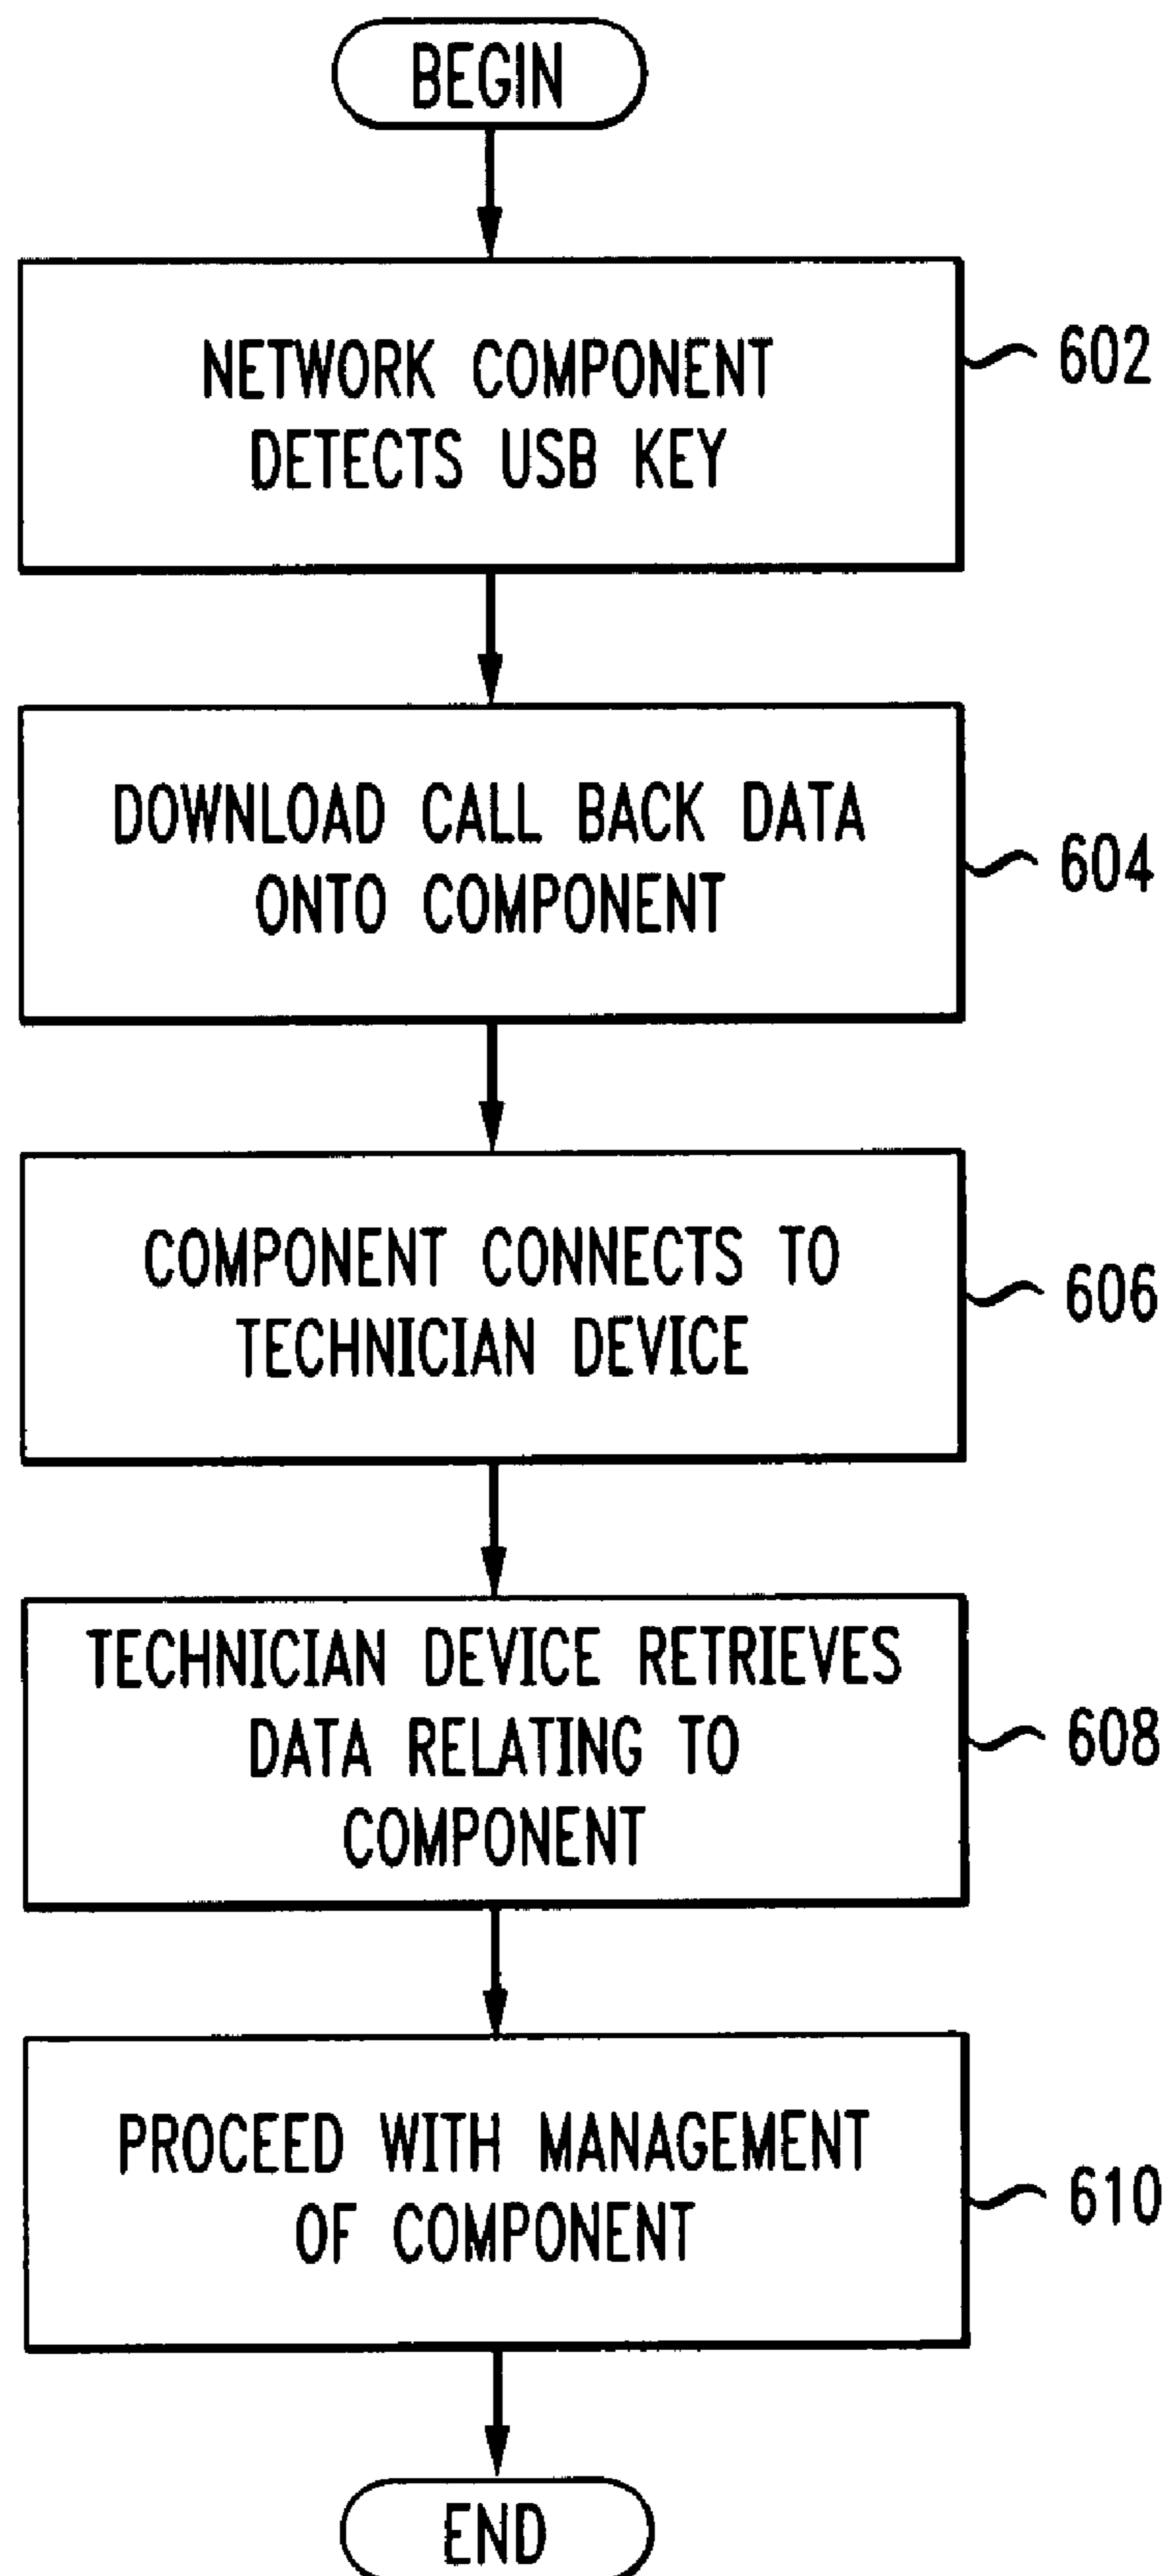 BEGIN
NETWORK COMPONENT
DETECTS USB KEY
602
DOWNLOAD CALL BACK DATA
ONTO COMPONENT
604
COMPONENT CONNECTS TO
TECHNICIAN DEVICE
606
TECHNICIAN DEVICE RETRIEVES
DATA RELATING TO
COMPONENT
608
PROCEED WITH MANAGEMENT
OF COMPONENT
610
END